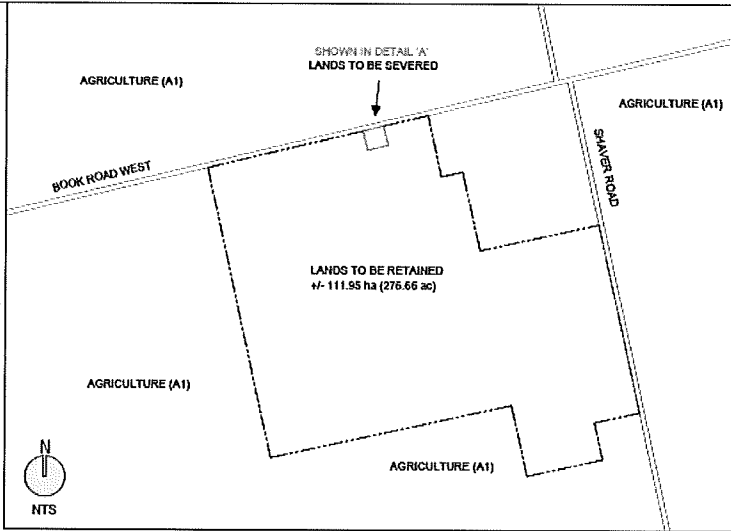 SHOWN IN DETAIL 'A'
LANDS TO BE SEVERED
AGRICULTURE (A1)
AGRICULTURE (A1)
BOOK ROAD WEST
SHAVER ROAD
LANDS TO BE RETAINED
+/- 111.95 ha (276.66 ac)
AGRICULTURE (A1)
AGRICULTURE (A1)
N
NTS